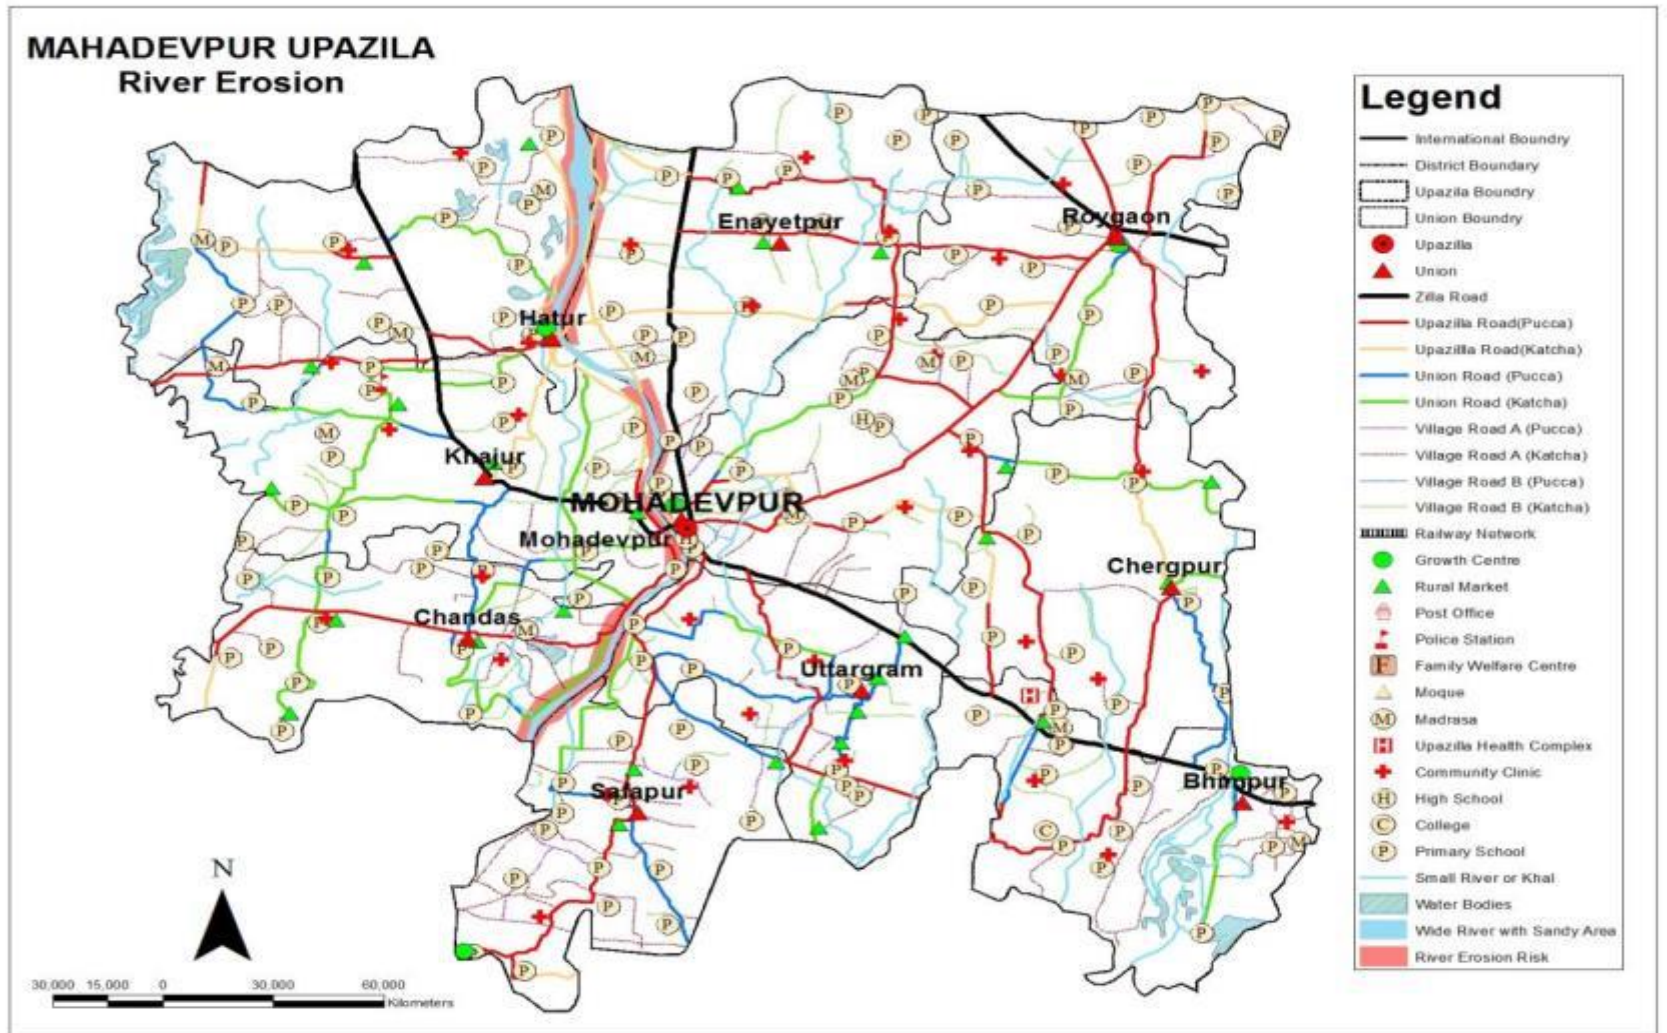 MAHADEVPUR UPAZILA
River Erosion
Legend
International Boundry
District Boundary
Upazila Boundry
Union Boundry
Upazilla
Union
Zilla Road
Upazilla Road(Pucca)
Upazillla Road(Katcha)
Union Road (Pucca)
Union Road (Katcha)
Village Road A (Pucca)
Village Road A (Katcha)
Village Road B (Pucca)
Village Road B (Katcha)
Railway Network
Growth Centre
Rural Market
Post Office
Police Station
F Family Welfare Centre
Moque
M Madrasa
H Upazilla Health Complex
Community Clinic
H High School
C College
P Primary School
Small River or Khal
Water Bodies
Wide River with Sandy Area
River Erosion Risk
Enayetpur
Roygaon
Hatur
Khajur
MOHADEVPUR
Mohadevpur
Chergpur
Chandas
Uttargram
Safapur
Bhimpur
N
30,000 15,000 0 30,000 60,000
Kilometers